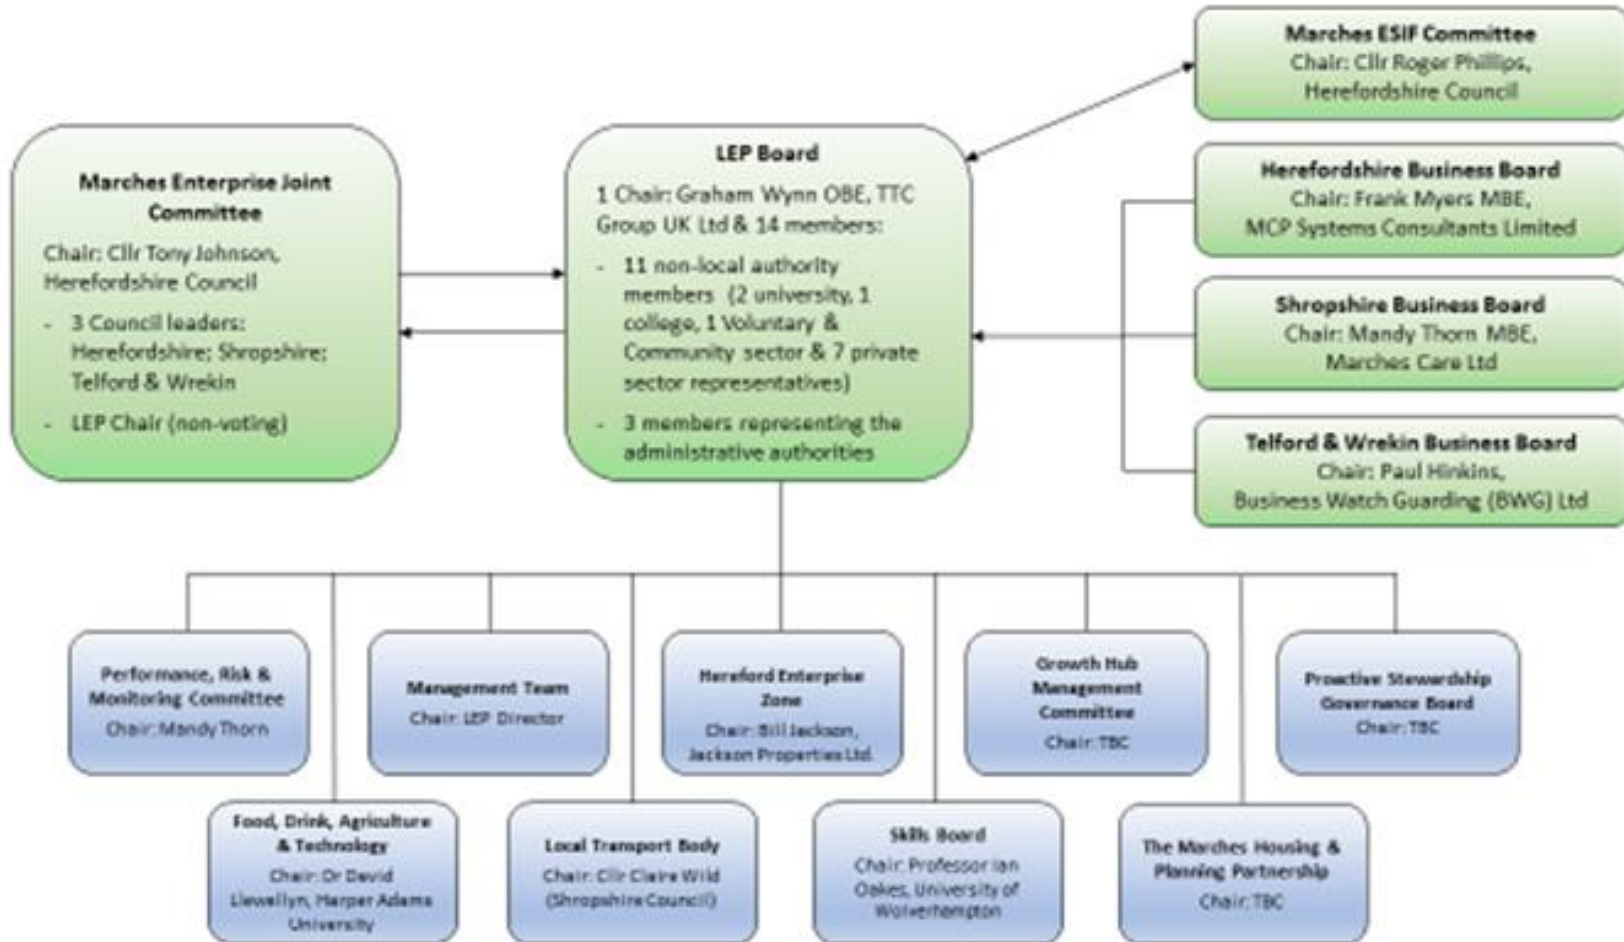 Marches Enterprise Joint
Committee
Chair: Cllr Tony Johnson,
Herefordshire Council
- 3 Council leaders:
Herefordshire; Shropshire;
Telford & Wrekin
- LEP Chair (non-voting)
LEP Board
1 Chair: Graham Wynn OBE, TTC
Group UK Ltd & 14 members:
- 11 non-local authority
members (2 university, 1
college, 1 Voluntary &
Community sector & 7 private
sector representatives)
- 3 members representing the
administrative authorities
Marches ESIF Committee
Chair: Cllr Roger Phillips,
Herefordshire Council
Herefordshire Business Board
Chair: Frank Myers MBE,
MCP Systems Consultants Limited
Shropshire Business Board
Chair: Mandy Thorn MBE,
Marches Care Ltd
Telford & Wrekin Business Board
Chair: Paul Hinkins,
Business Watch Guarding (BWG) Ltd
Performance, Risk &
Monitoring Committee
Chair: Mandy Thorn
Management Team
Chair: LEP Director
Hereford Enterprise
Zone
Chair: Bill Jackson,
Jackson Properties Ltd.
Growth Hub
Management
Committee
Chair: TBC
Proactive Stewardship
Governance Board
Chair: TBC
Food, Drink, Agriculture
& Technology
Chair: Dr David
Llewellyn, Harper Adams
University
Local Transport Body
Chair: Cllr Claire Wild
(Shropshire Council)
Skills Board
Chair: Professor Ian
Oakes, University of
Wolverhampton
The Marches Housing &
Planning Partnership
Chair: TBC